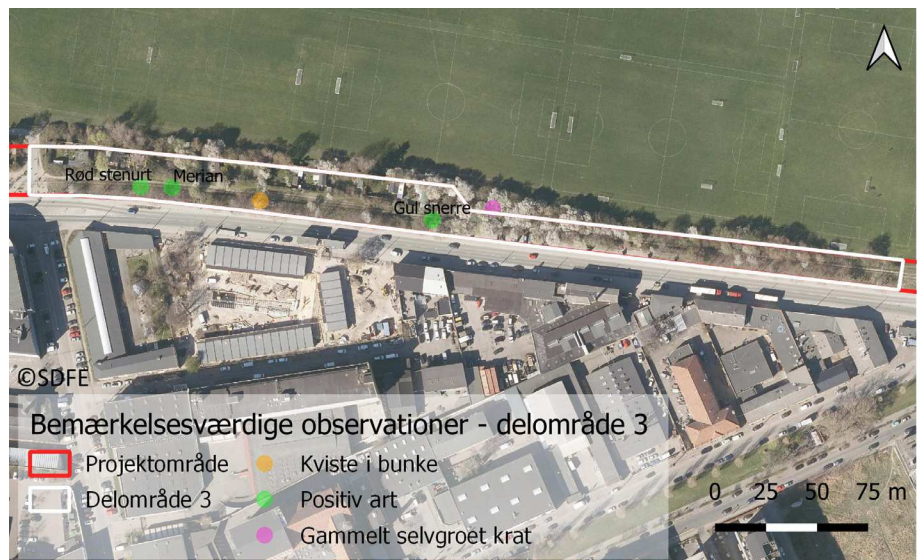 Rød stenurt
Merian
Gul snerre
©SDFE
Bemærkelsesværdige observationer - delområde 3
Projektområde
Kviste i bunke
Delområde 3
Positiv art
Gammelt selvgroet krat
0 25 50 75 m